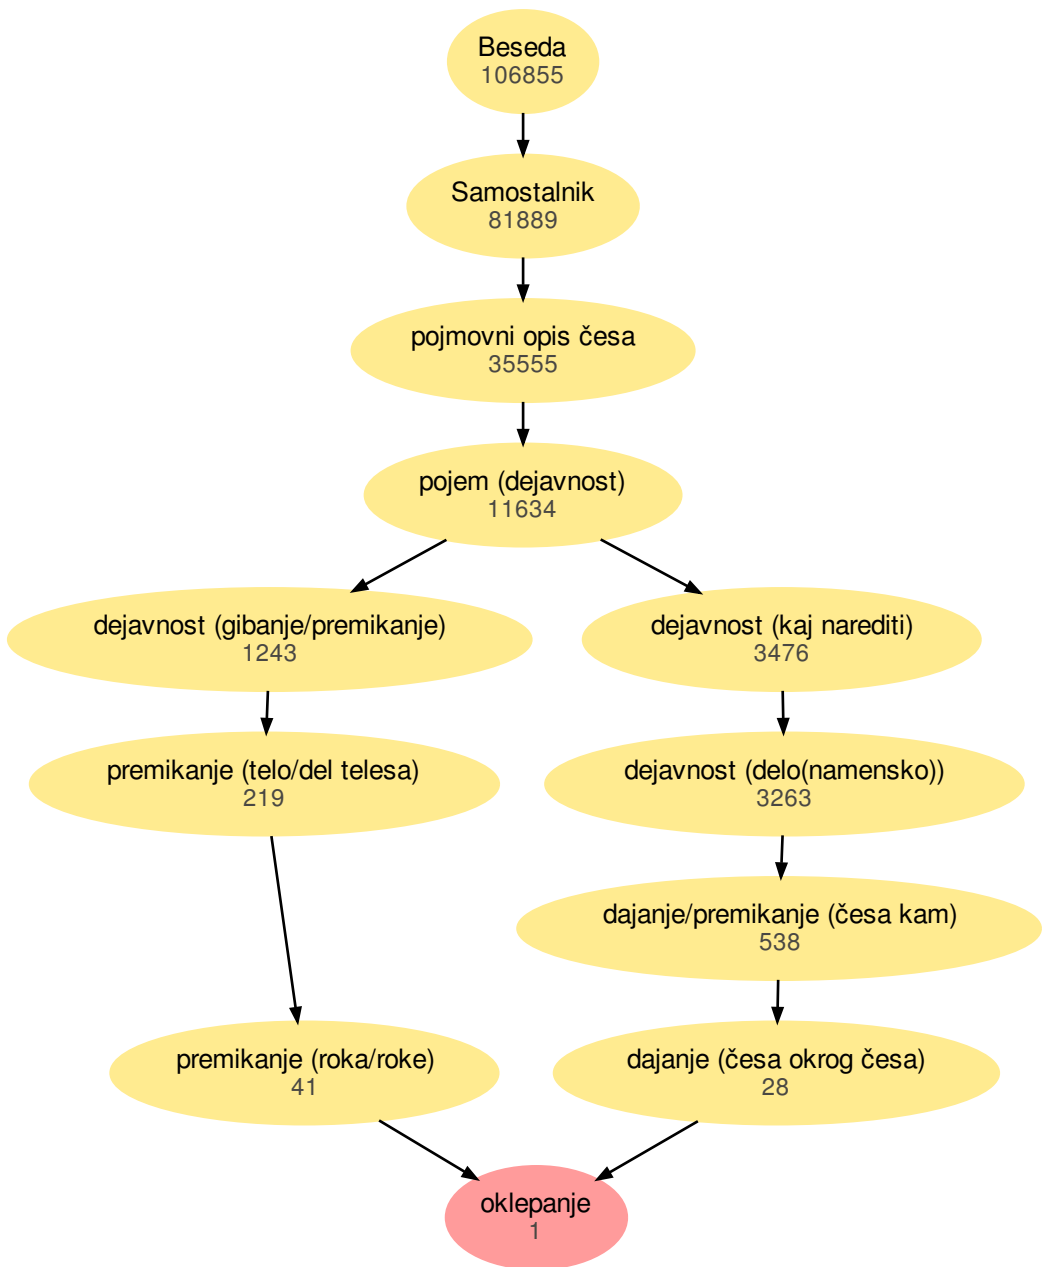 Beseda
106855
Samostalnik
81889
pojmovni opis česa
35555
pojem (dejavnost)
11634
dejavnost (gibanje/premikanje)
1243
dejavnost (kaj narediti)
3476
premikanje (telo/del telesa)
219
dejavnost (delo(namensko))
3263
dajanje/premikanje (česa kam)
538
premikanje (roka/roke)
41
dajanje (česa okrog česa)
28
oklepanje
1